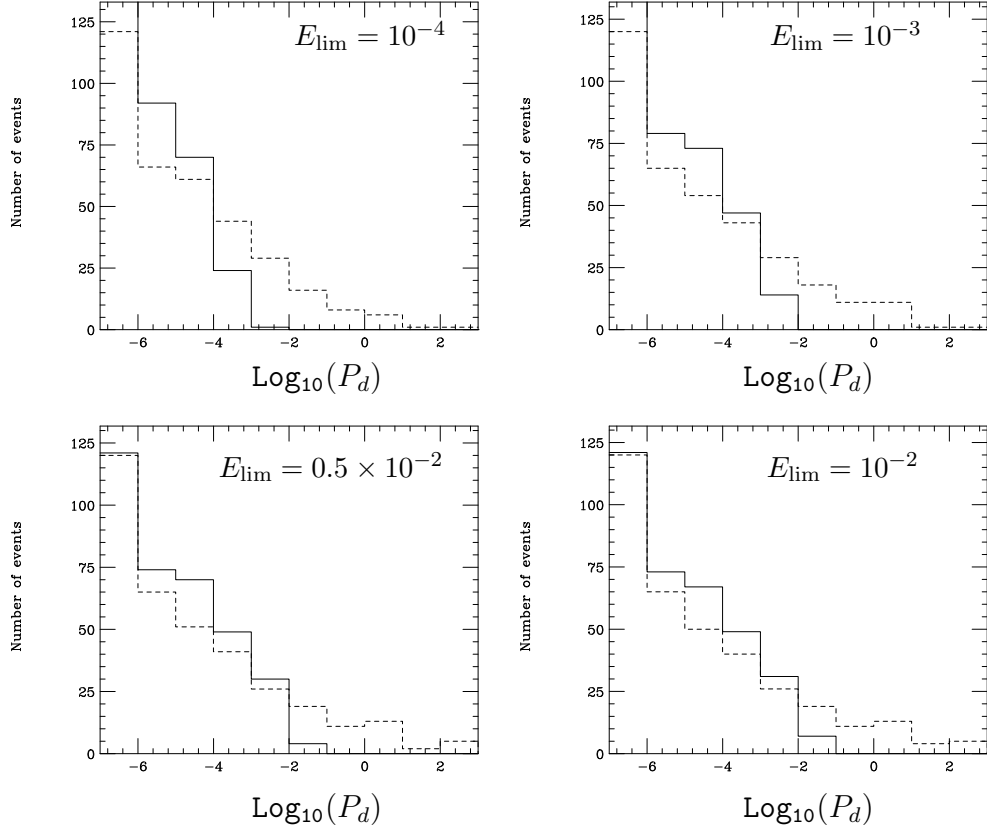 E_lim = 10^−4
125
100
75
50
25
0
Number of events
−6 −4 −2 0 2
Log₁₀(P_d)
E_lim = 10^−3
125
100
75
50
25
0
Number of events
−6 −4 −2 0 2
Log₁₀(P_d)
E_lim = 0.5 × 10^−2
125
100
75
50
25
0
Number of events
−6 −4 −2 0 2
Log₁₀(P_d)
E_lim = 10^−2
125
100
75
50
25
0
Number of events
−6 −4 −2 0 2
Log₁₀(P_d)